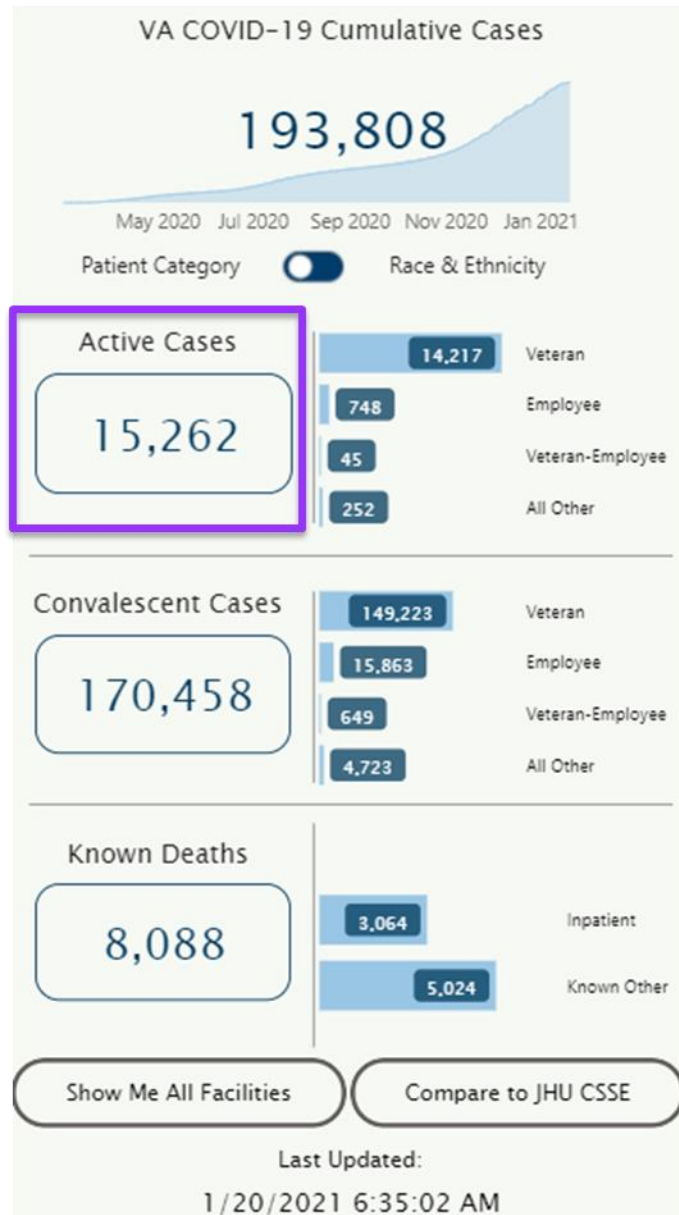 VA COVID-19 Cumulative Cases
193,808
May 2020 Jul 2020 Sep 2020 Nov 2020 Jan 2021
Patient Category Race & Ethnicity
Active Cases
15,262
14,217 Veteran
748 Employee
45 Veteran-Employee
252 All Other
Convalescent Cases
170,458
149,223 Veteran
15,863 Employee
649 Veteran-Employee
4,723 All Other
Known Deaths
8,088
3,064 Inpatient
5,024 Known Other
Show Me All Facilities
Compare to JHU CSSE
Last Updated:
1/20/2021 6:35:02 AM